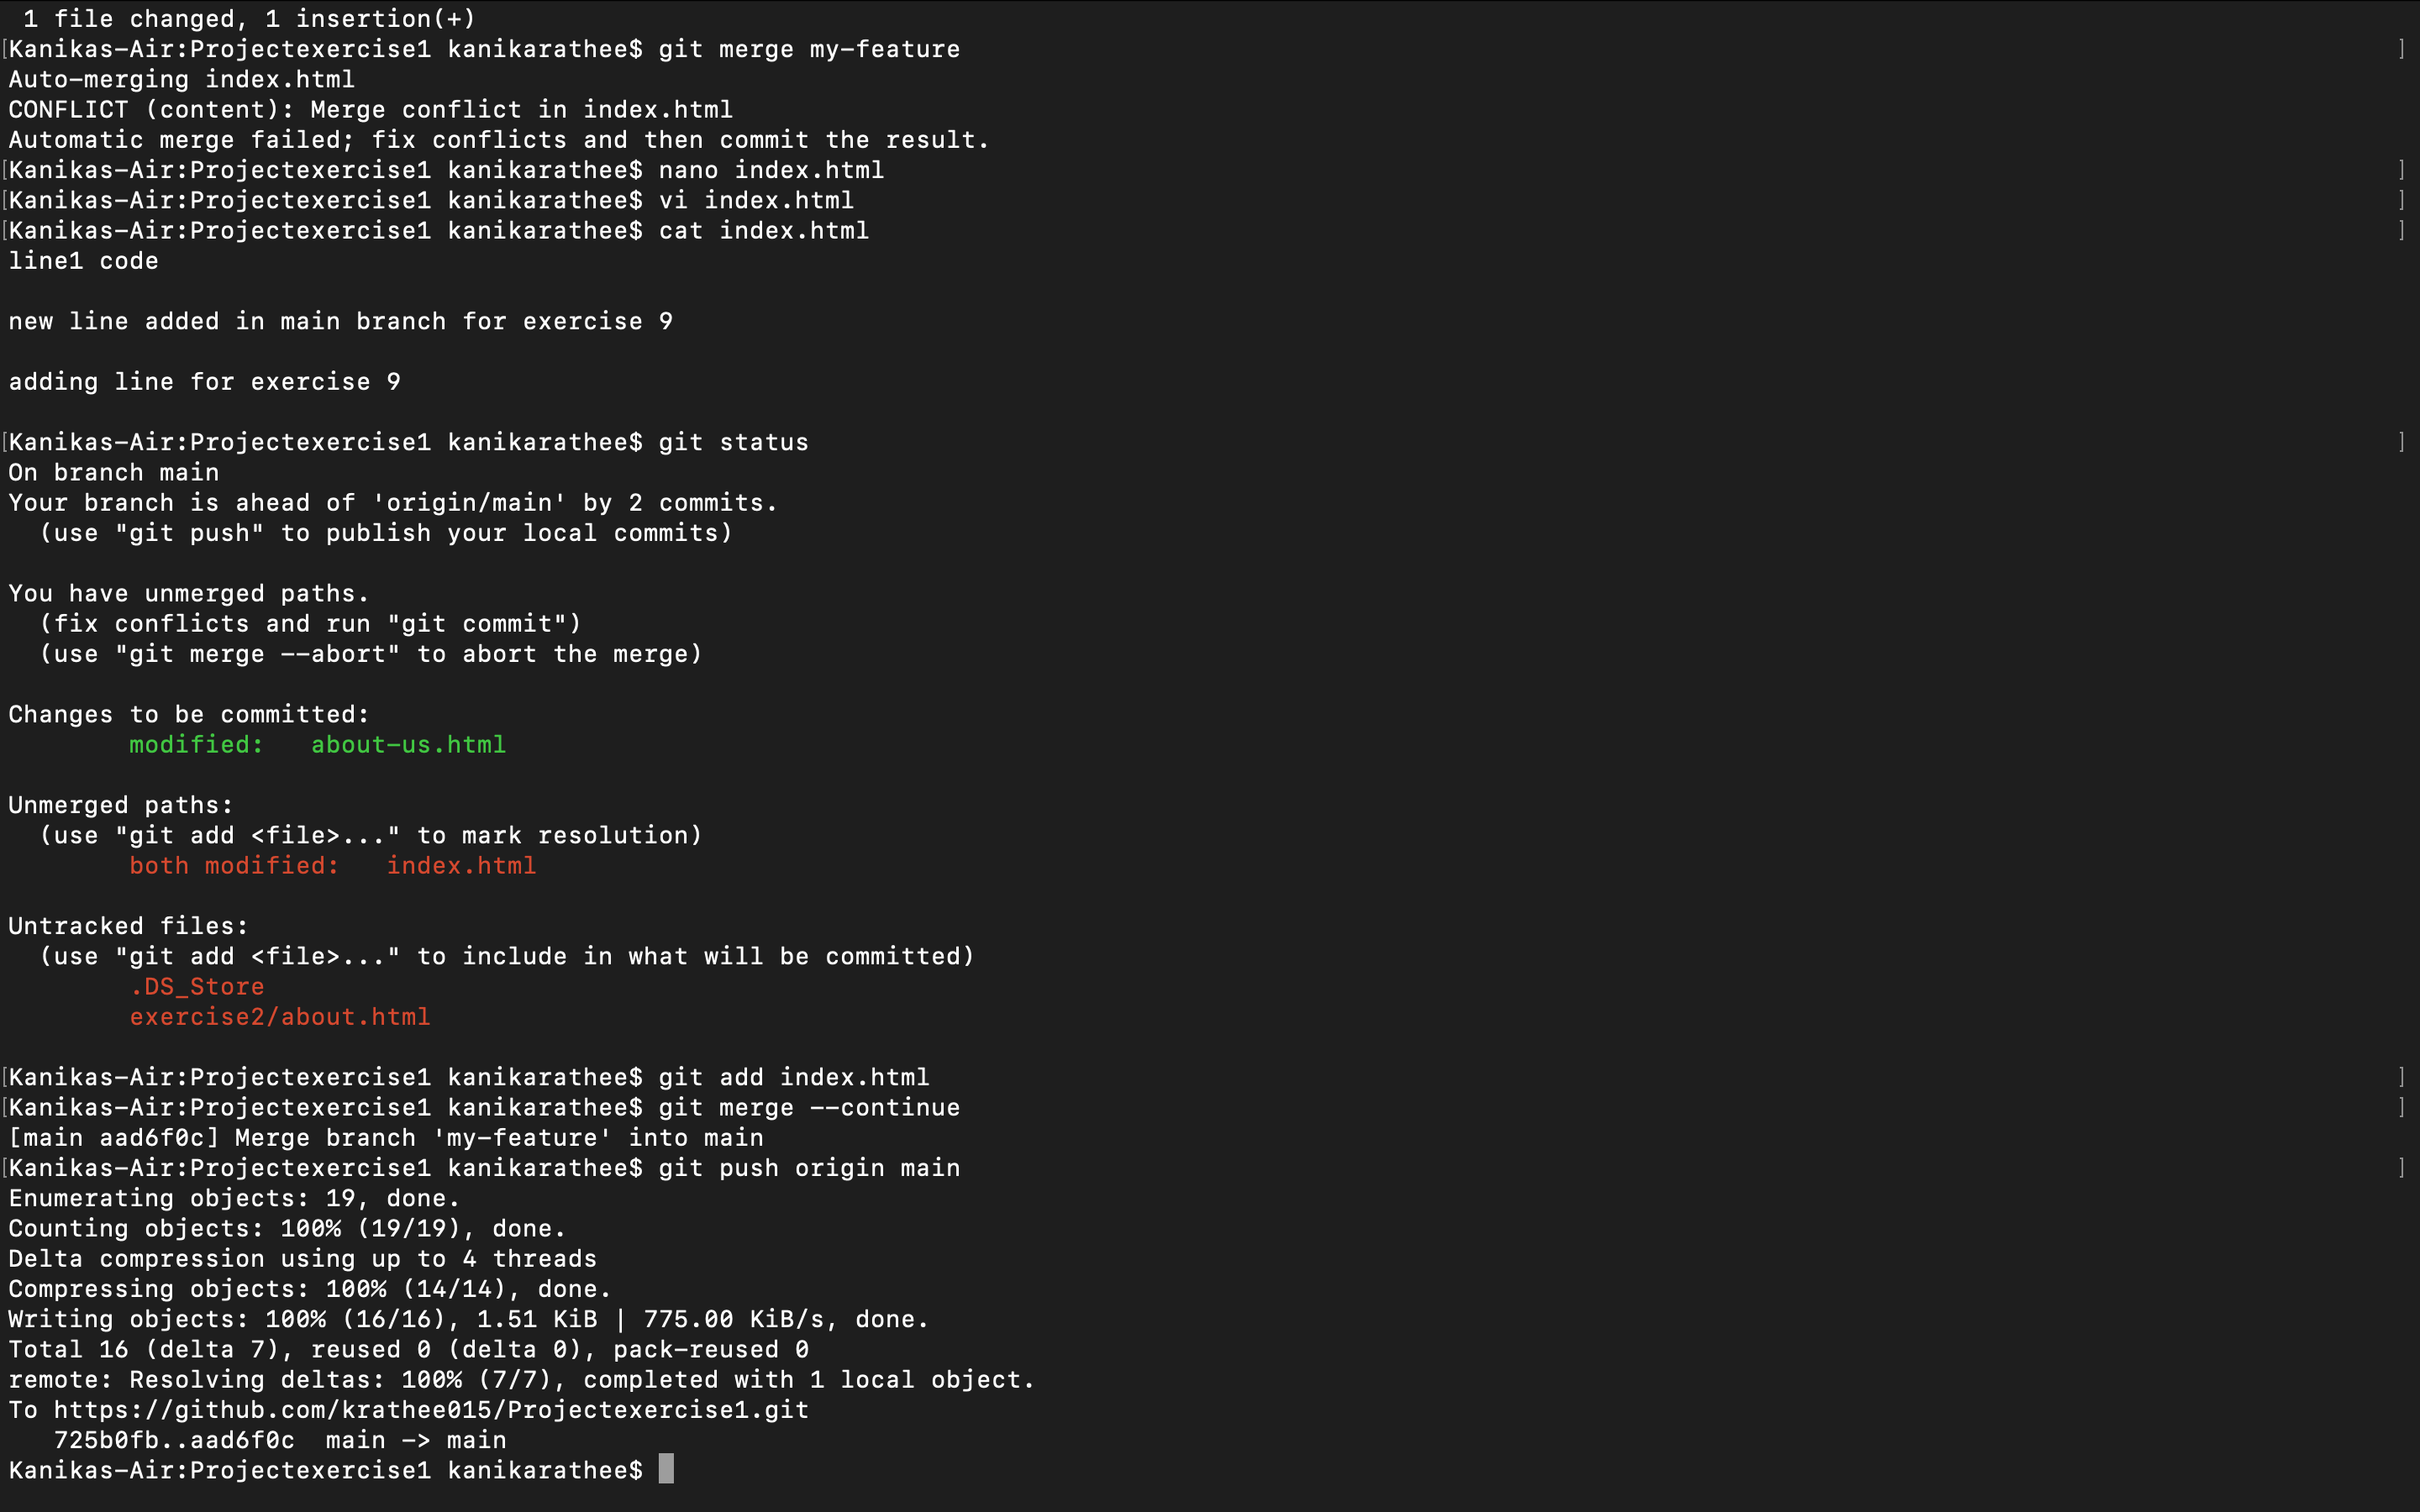 1 file changed, 1 insertion(+)
[Kanikas-Air:Projectexercise1 kanikarathee$ git merge my-feature ]
Auto-merging index.html
CONFLICT (content): Merge conflict in index.html
Automatic merge failed; fix conflicts and then commit the result.
[Kanikas-Air:Projectexercise1 kanikarathee$ nano index.html ]
[Kanikas-Air:Projectexercise1 kanikarathee$ vi index.html ]
[Kanikas-Air:Projectexercise1 kanikarathee$ cat index.html ]
line1 code

new line added in main branch for exercise 9

adding line for exercise 9

[Kanikas-Air:Projectexercise1 kanikarathee$ git status ]
On branch main
Your branch is ahead of 'origin/main' by 2 commits.
  (use "git push" to publish your local commits)

You have unmerged paths.
  (fix conflicts and run "git commit")
  (use "git merge --abort" to abort the merge)

Changes to be committed:
        modified:   about-us.html

Unmerged paths:
  (use "git add <file>..." to mark resolution)
        both modified:   index.html

Untracked files:
  (use "git add <file>..." to include in what will be committed)
        .DS_Store
        exercise2/about.html

[Kanikas-Air:Projectexercise1 kanikarathee$ git add index.html ]
[Kanikas-Air:Projectexercise1 kanikarathee$ git merge --continue ]
[main aad6f0c] Merge branch 'my-feature' into main
[Kanikas-Air:Projectexercise1 kanikarathee$ git push origin main ]
Enumerating objects: 19, done.
Counting objects: 100% (19/19), done.
Delta compression using up to 4 threads
Compressing objects: 100% (14/14), done.
Writing objects: 100% (16/16), 1.51 KiB | 775.00 KiB/s, done.
Total 16 (delta 7), reused 0 (delta 0), pack-reused 0
remote: Resolving deltas: 100% (7/7), completed with 1 local object.
To https://github.com/krathee015/Projectexercise1.git
   725b0fb..aad6f0c  main -> main
Kanikas-Air:Projectexercise1 kanikarathee$